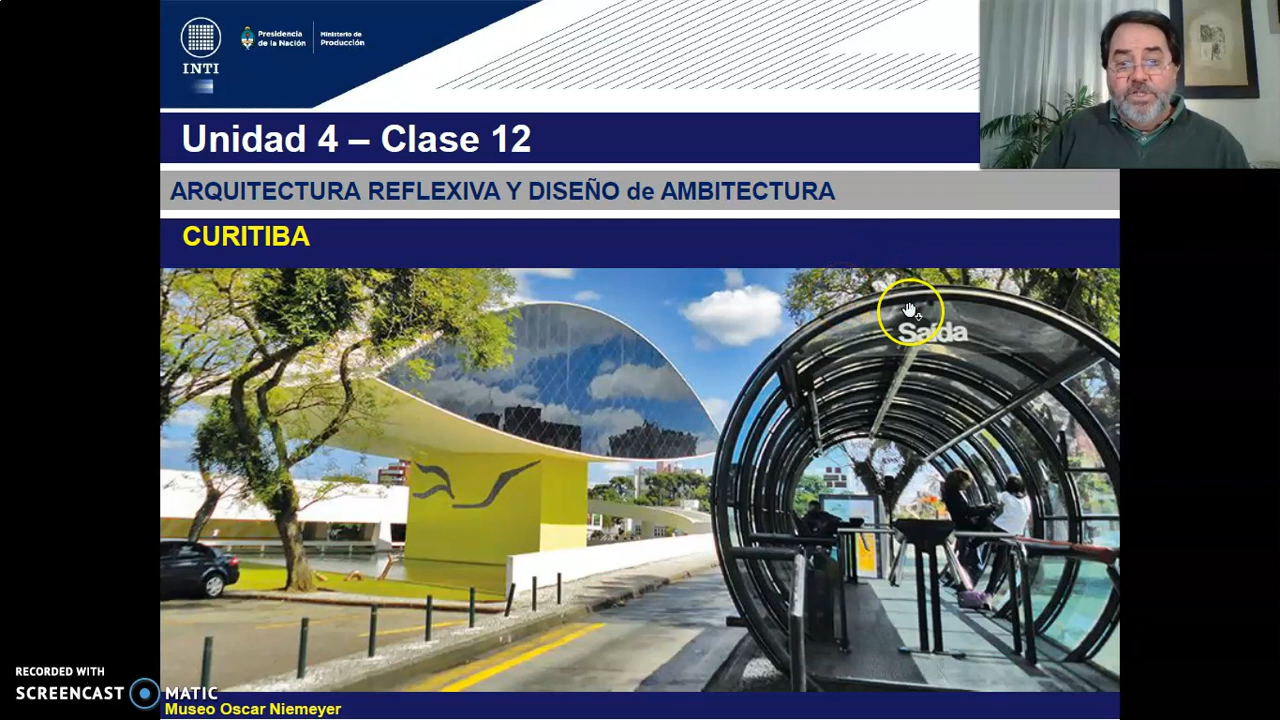 INTI
Presidencia
de la Nación
Ministerio de
Producción
Unidad 4 – Clase 12
ARQUITECTURA REFLEXIVA Y DISEÑO de AMBITECTURA
CURITIBA
Saída
RECORDED WITH
SCREENCAST MATIC
Museo Oscar Niemeyer